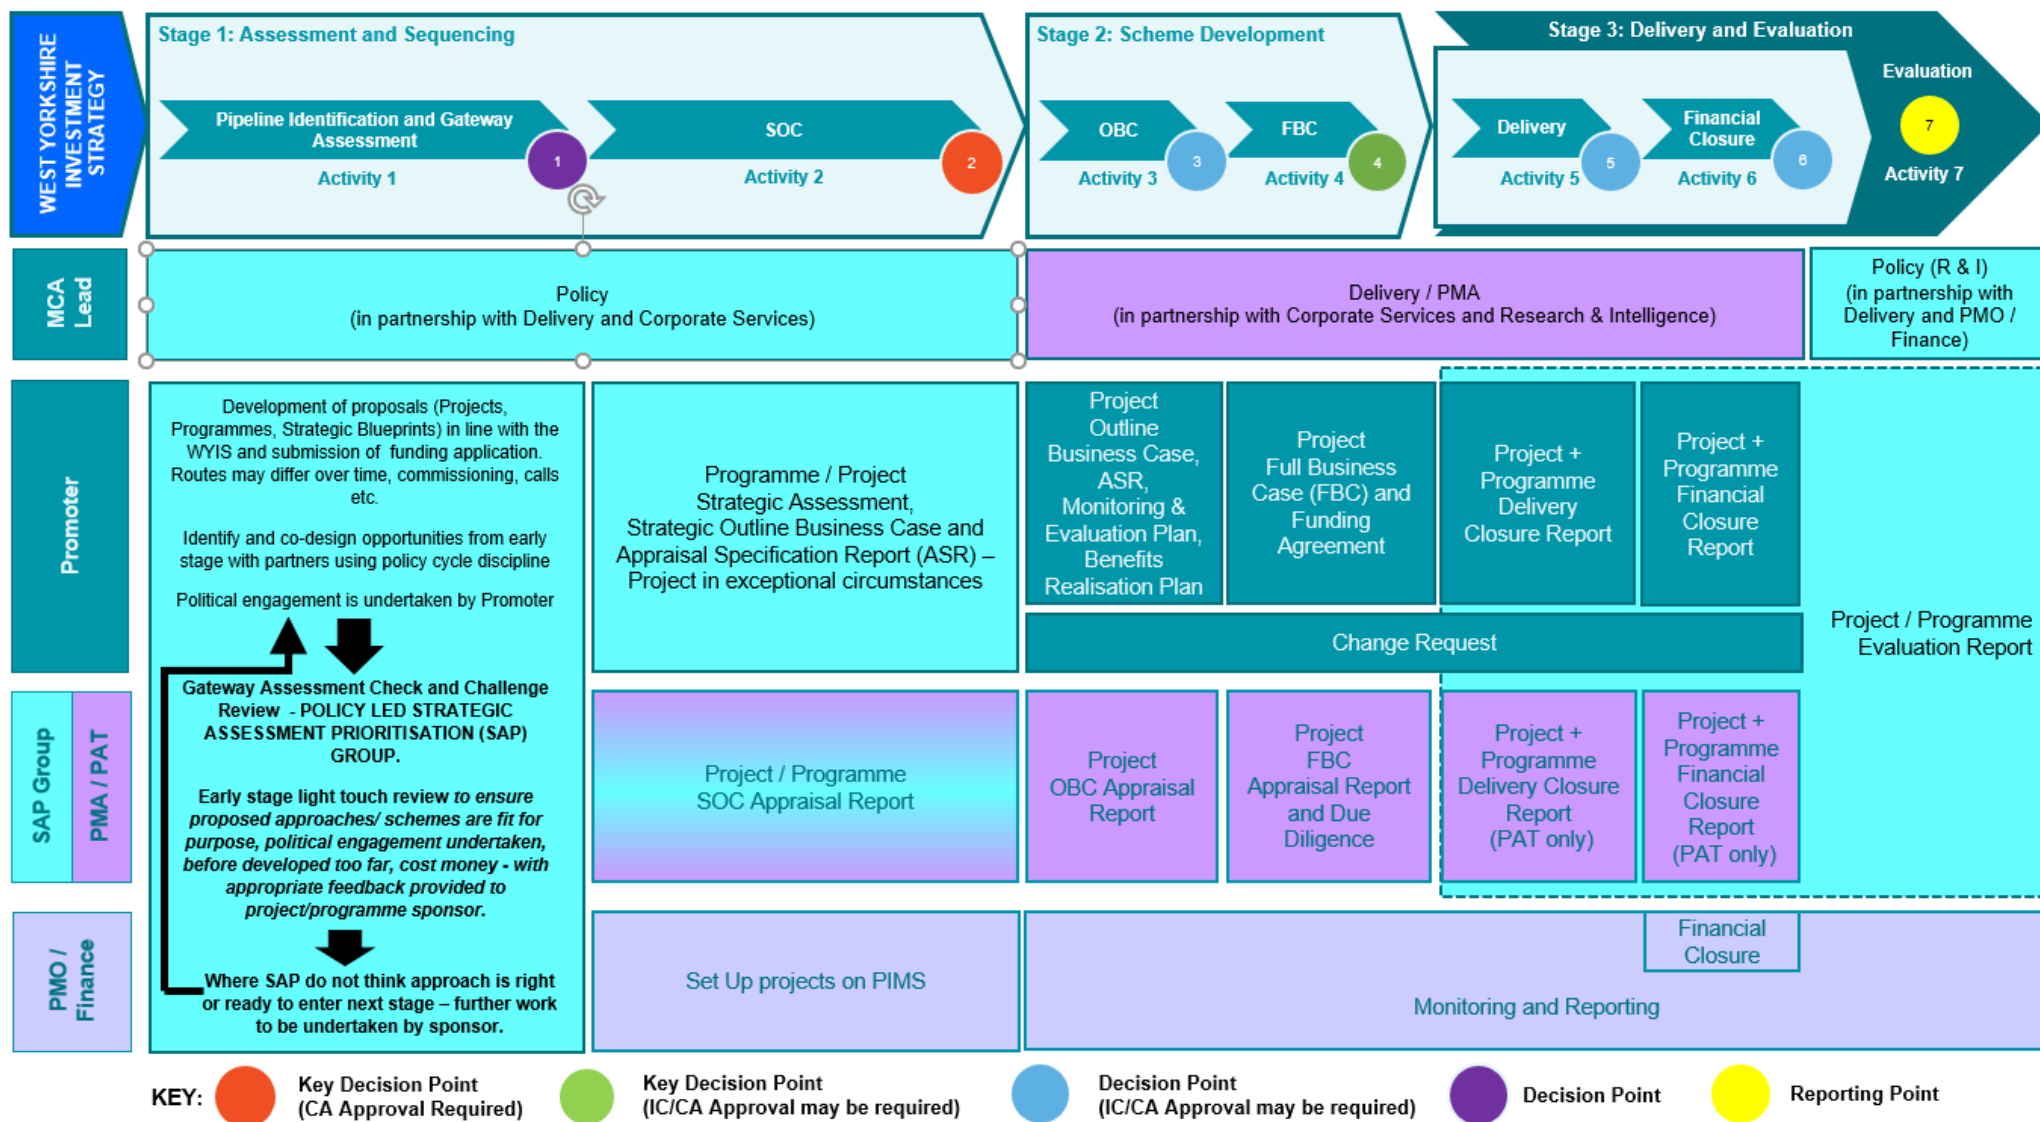 WEST YORKSHIRE
INVESTMENT
STRATEGY
Stage 1: Assessment and Sequencing
Pipeline Identification and Gateway
Assessment
1
Activity 1
SOC
2
Activity 2
Stage 2: Scheme Development
OBC
3
Activity 3
FBC
4
Activity 4
Stage 3: Delivery and Evaluation
Delivery
5
Activity 5
Financial
Closure
6
Activity 6
Evaluation
7
Activity 7
MCA
Lead
Policy
(in partnership with Delivery and Corporate Services)
Delivery / PMA
(in partnership with Corporate Services and Research & Intelligence)
Policy (R & I)
(in partnership with
Delivery and PMO /
Finance)
Promoter
Development of proposals (Projects,
Programmes, Strategic Blueprints) in line with the
WYIS and submission of funding application.
Routes may differ over time, commissioning, calls
etc.
Identify and co-design opportunities from early
stage with partners using policy cycle discipline
Political engagement is undertaken by Promoter
Gateway Assessment Check and Challenge
Review - POLICY LED STRATEGIC
ASSESSMENT PRIORITISATION (SAP)
GROUP.
Early stage light touch review to ensure
proposed approaches/ schemes are fit for
purpose, political engagement undertaken,
before developed too far, cost money - with
appropriate feedback provided to
project/programme sponsor.
Where SAP do not think approach is right
or ready to enter next stage – further work
to be undertaken by sponsor.
Programme / Project
Strategic Assessment,
Strategic Outline Business Case and
Appraisal Specification Report (ASR) –
Project in exceptional circumstances
Project
Outline
Business Case,
ASR,
Monitoring &
Evaluation Plan,
Benefits
Realisation Plan
Project
Full Business
Case (FBC) and
Funding
Agreement
Project +
Programme
Delivery
Closure Report
Project +
Programme
Financial
Closure
Report
Change Request
Project / Programme
Evaluation Report
SAP Group
PMA / PAT
Project / Programme
SOC Appraisal Report
Project
OBC Appraisal
Report
Project
FBC
Appraisal Report
and Due
Diligence
Project +
Programme
Delivery Closure
Report
(PAT only)
Project +
Programme
Financial
Closure
Report
(PAT only)
PMO /
Finance
Set Up projects on PIMS
Financial
Closure
Monitoring and Reporting
KEY:
Key Decision Point
(CA Approval Required)
Key Decision Point
(IC/CA Approval may be required)
Decision Point
(IC/CA Approval may be required)
Decision Point
Reporting Point